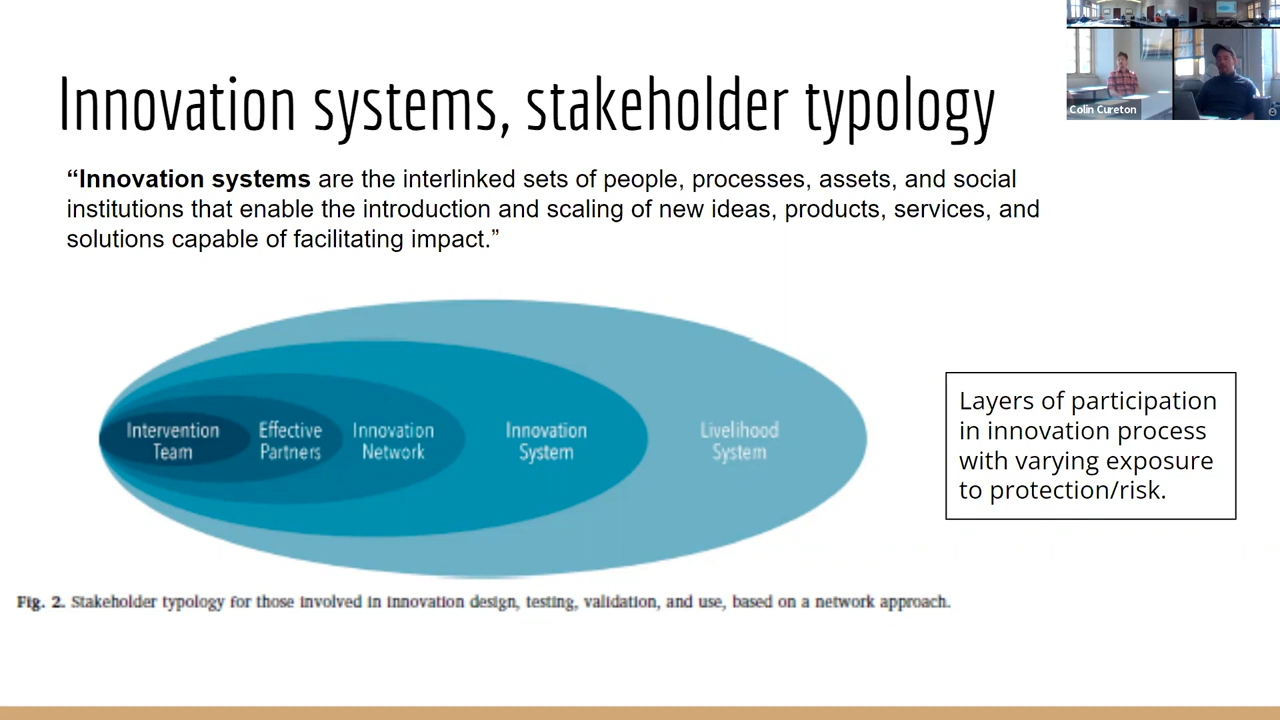 Innovation systems, stakeholder typology
“Innovation systems are the interlinked sets of people, processes, assets, and social
institutions that enable the introduction and scaling of new ideas, products, services, and
solutions capable of facilitating impact.”
Intervention
Team
Effective
Partners
Innovation
Network
Innovation
System
Livelihood
System
Layers of participation
in innovation process
with varying exposure
to protection/risk.
Fig. 2. Stakeholder typology for those involved in innovation design, testing, validation, and use, based on a network approach.
Colin Cureton